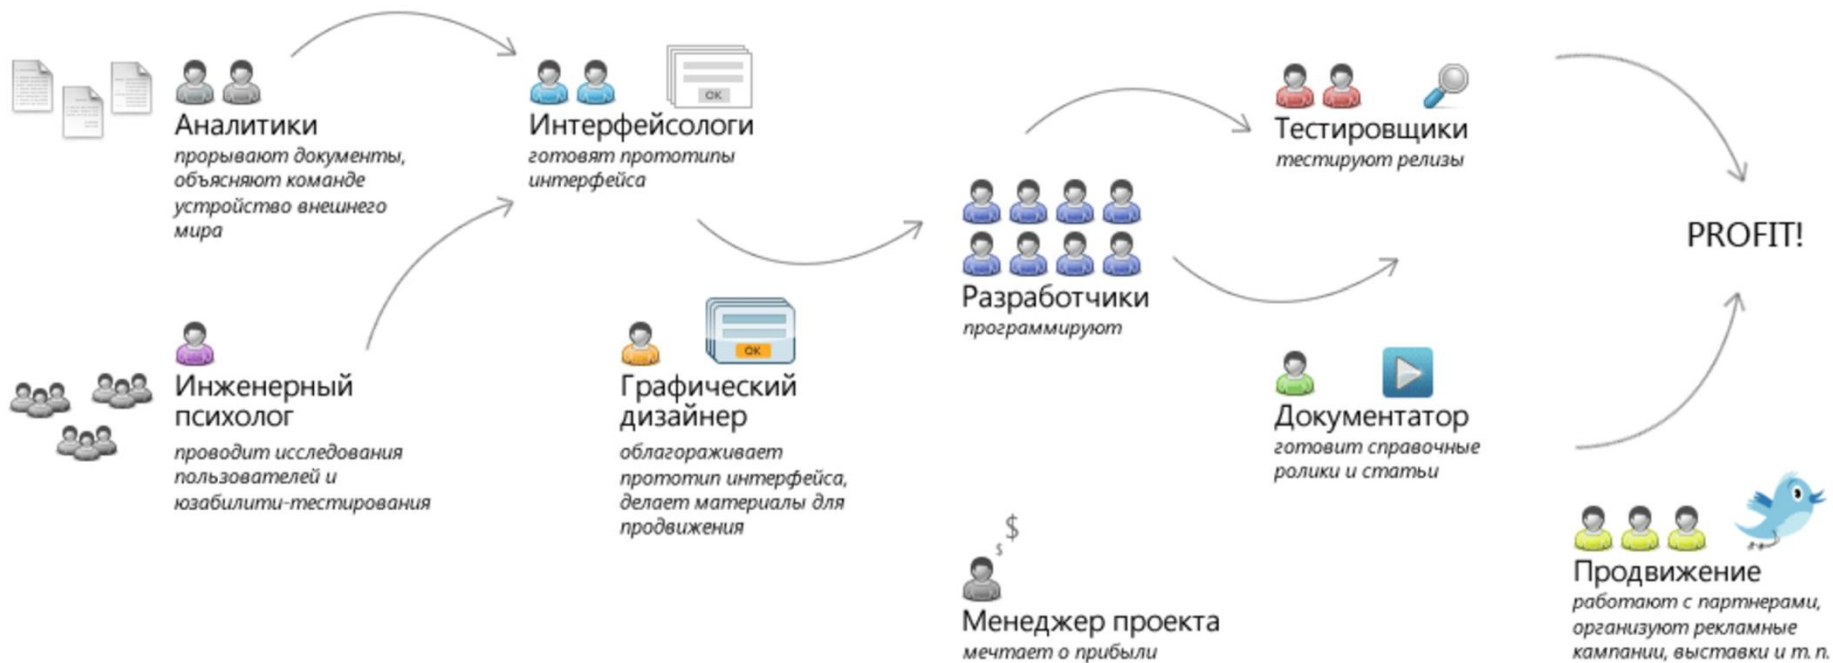 Аналитики
прорывают документы,
объясняют команде
устройство внешнего
мира
Интерфейсологи
готовят прототипы
интерфейса
OK
Инженерный
психолог
проводит исследования
пользователей и
юзабилити-тестирования
Графический
дизайнер
облагораживает
прототип интерфейса,
делает материалы для
продвижения
OK
Разработчики
программируют
Тестировщики
тестируют релизы
Документатор
готовит справочные
ролики и статьи
$
$
Менеджер проекта
мечтает о прибыли
PROFIT!
Продвижение
работают с партнерами,
организуют рекламные
кампании, выставки и т. п.